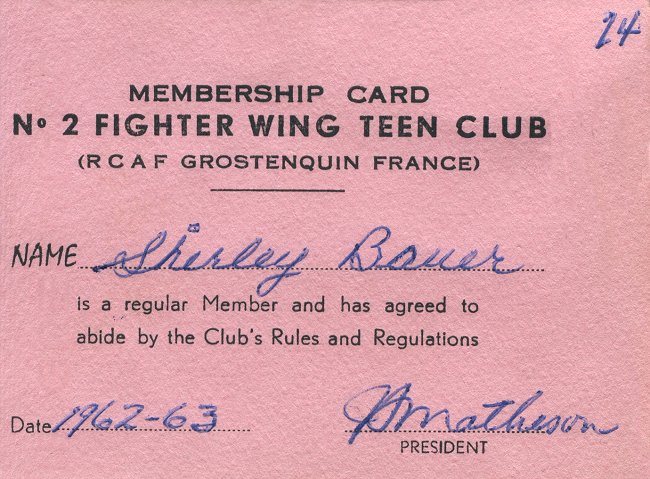 24
MEMBERSHIP CARD
No 2 FIGHTER WING TEEN CLUB
(RCAF GROSTENQUIN FRANCE)
NAME Shirley Bauer
is a regular Member and has agreed to
abide by the Club's Rules and Regulations
Date 1962-63 Matheson
PRESIDENT